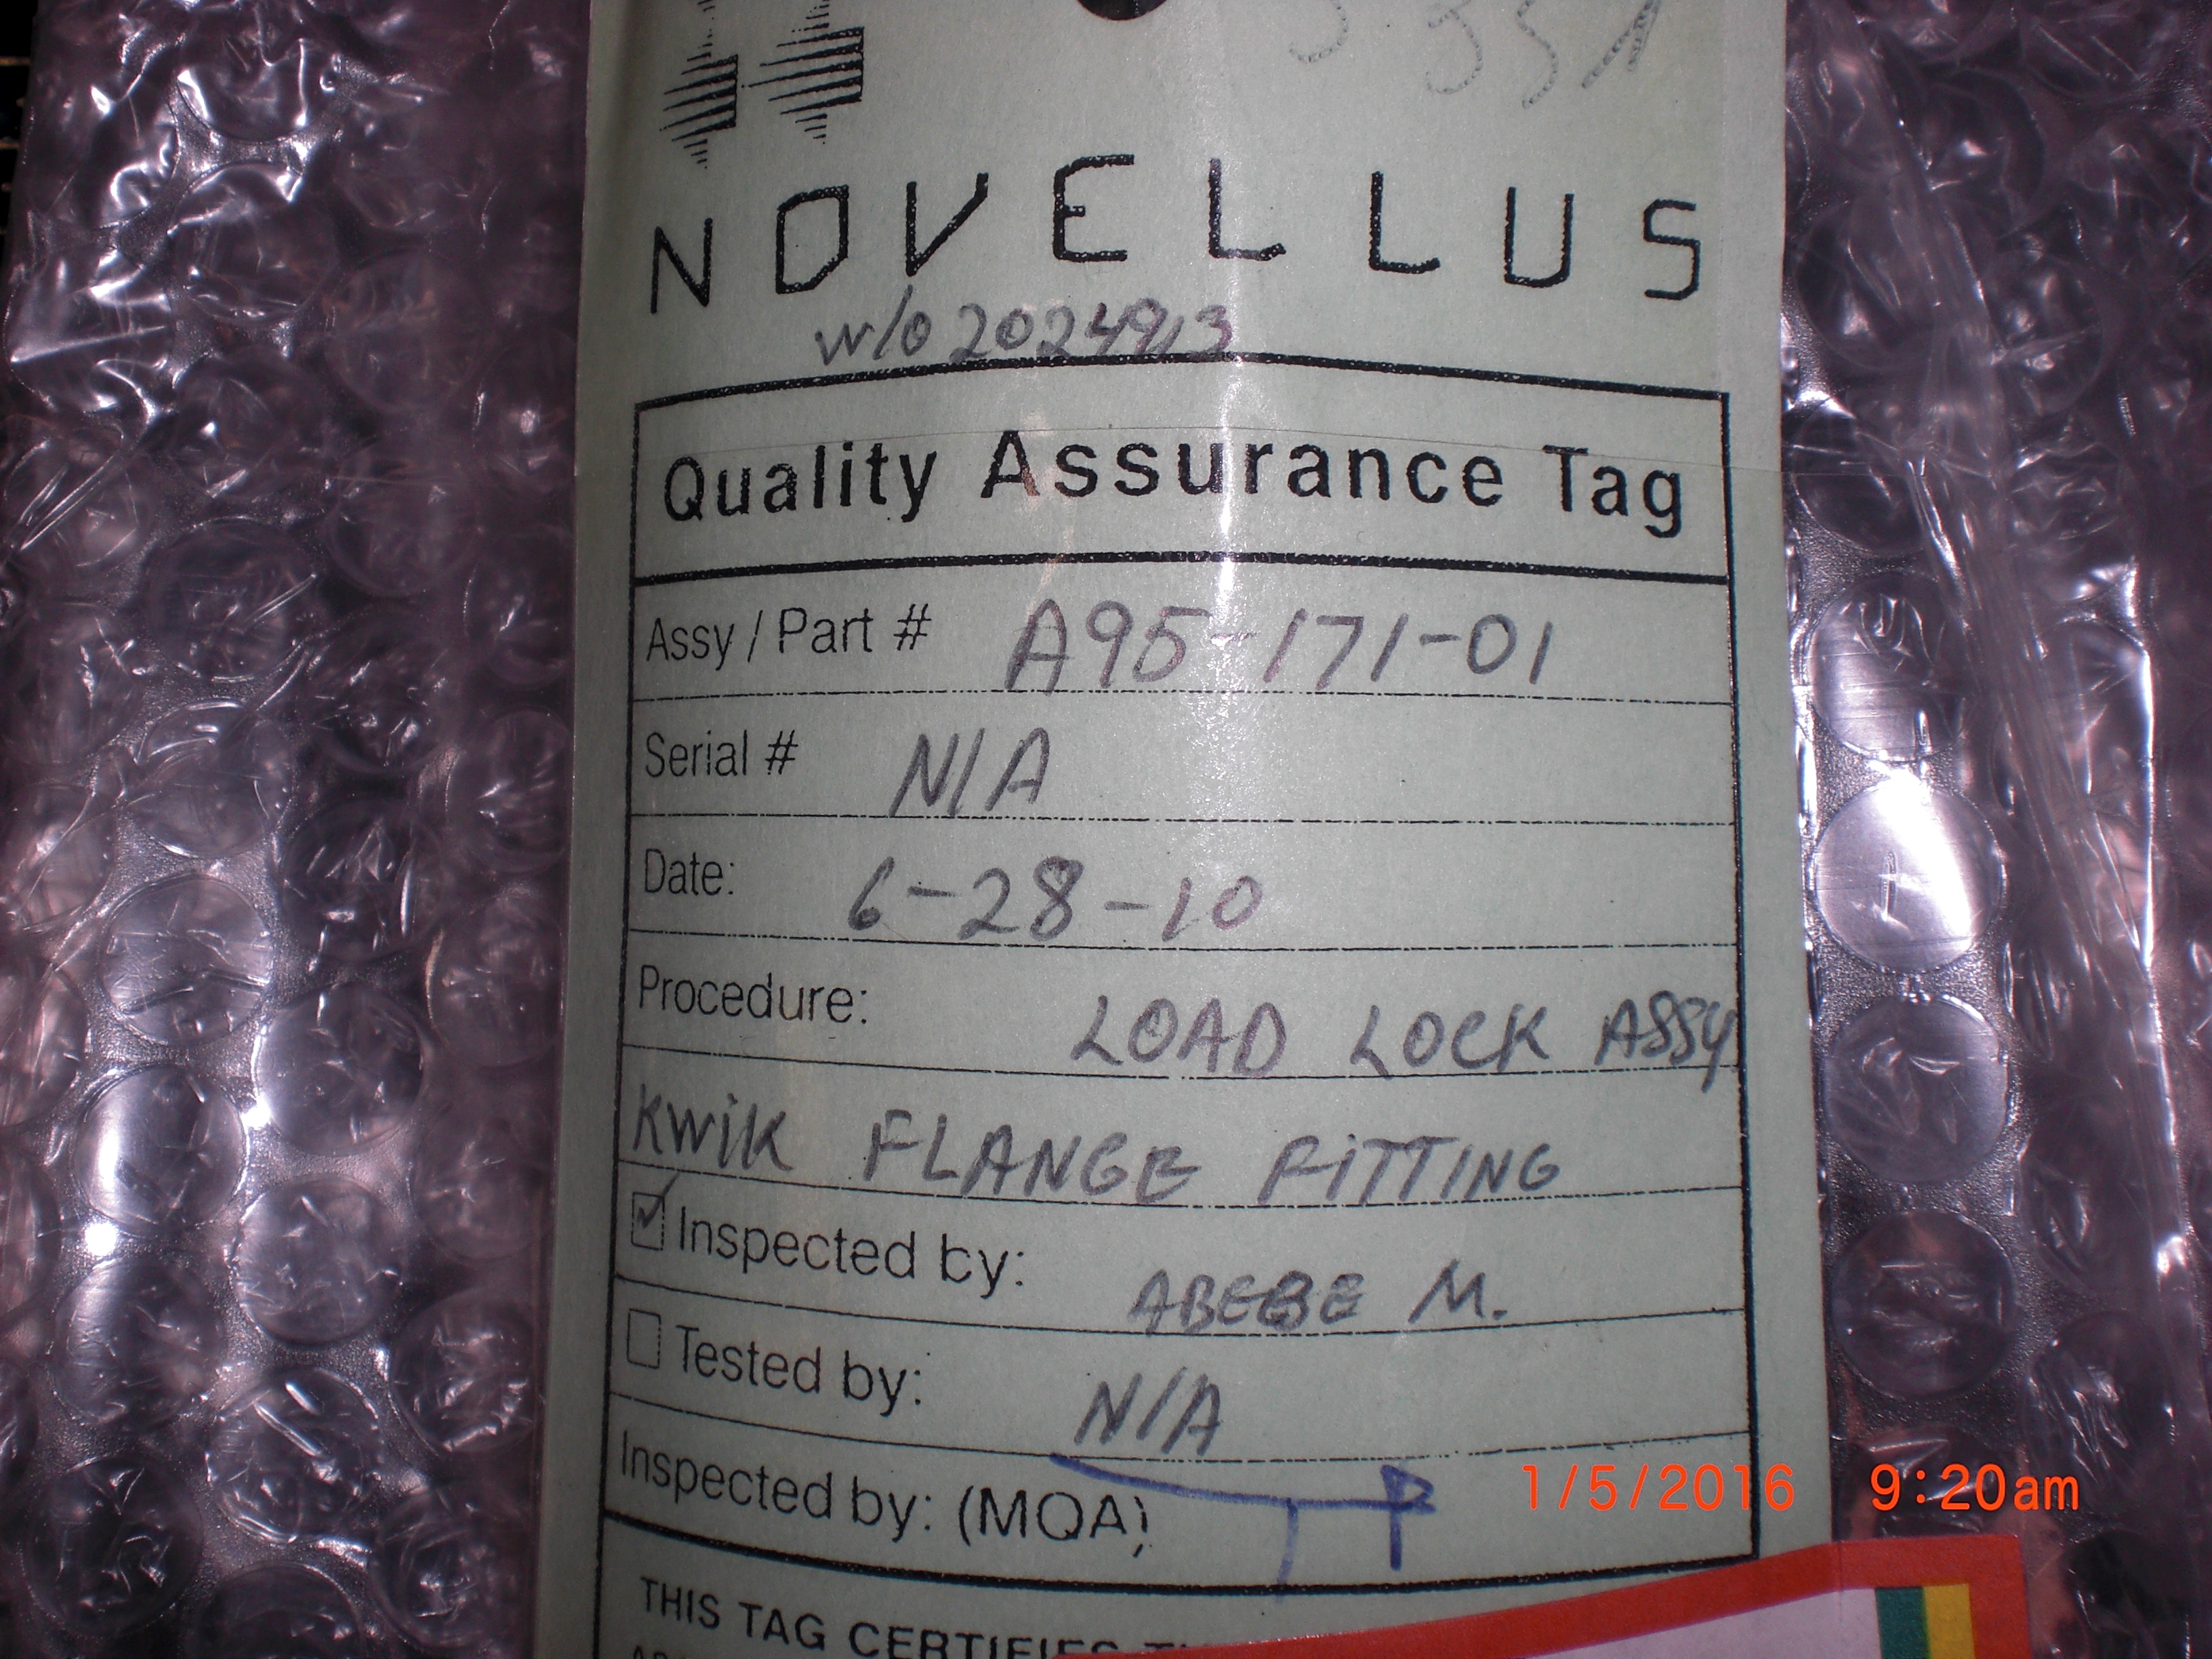 NOVELLUS
w/o 2024913
Quality Assurance Tag
Assy / Part # A95-171-01
Serial # N/A
Date: 6-28-10
Procedure: LOAD LOCK ASSY
KWiK FLANGE FiTTING
Inspected by: ABEBE M.
Tested by: N/A
Inspected by: (MQA)
1/5/2016 9:20am
THIS TAG CERTIFIES